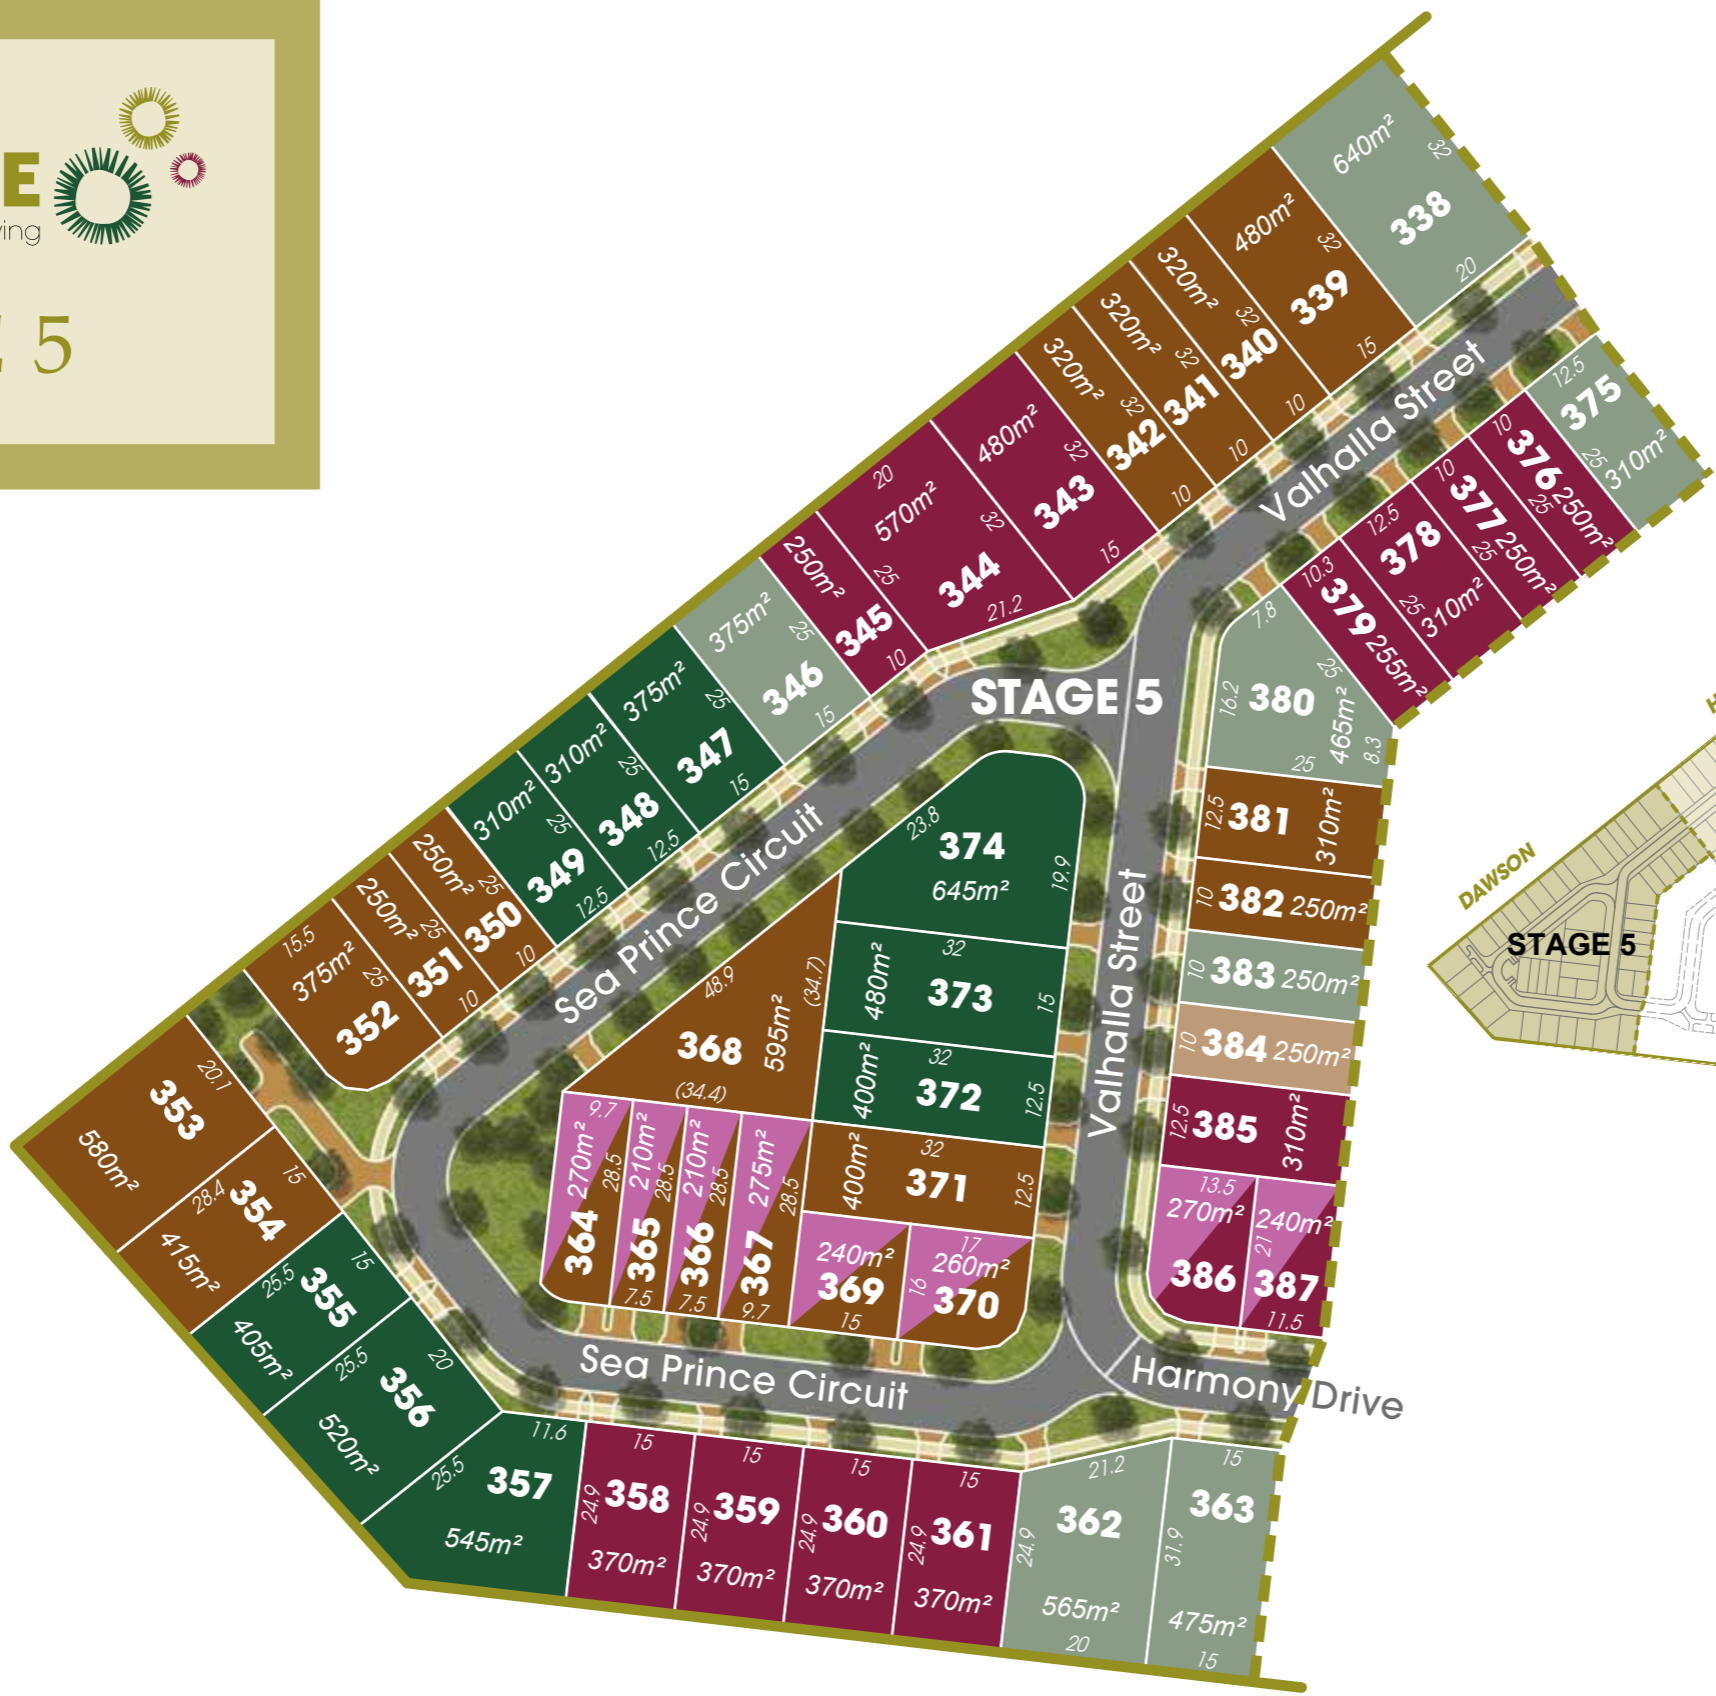 E
ing
5
640m²
32
338
20
480m²
32
339
15
320m²
32
340
10
320m²
32
341
10
320m²
32
342
10
480m²
32
343
15
20
570m²
32
344
21.2
250m²
25
345
10
375m²
25
346
15
375m²
25
347
15
310m²
25
348
12.5
310m²
25
349
12.5
250m²
25
350
10
250m²
25
351
10
15.5
375m²
25
352
20.1
353
580m²
15
28.4
354
415m²
15
25.5
355
405m²
20
25.5
356
520m²
11.6
25.5
357
545m²
15
24.9
358
370m²
15
24.9
359
370m²
15
24.9
360
370m²
15
24.9
361
370m²
21.2
24.9
362
565m²
20
15
31.9
363
475m²
15
Valhalla Street
12.5
375
25
310m²
10
376
25
250m²
10
377
25
250m²
12.5
378
25
310m²
10.3
379
255m²
7.8
25
16.2
380
465m²
25
8.3
12.5
381
310m²
10
382
250m²
10
383
250m²
10
384
250m²
12.5
385
310m²
13.5
270m²
386
240m²
21
387
11.5
STAGE 5
Sea Prince Circuit
Valhalla Street
23.8
374
645m²
19.9
32
480m²
373
15
32
400m²
372
12.5
32
400m²
371
12.5
48.9
(34.7)
368
595m²
(34.4)
9.7
270m²
28.5
364
210m²
28.5
365
7.5
210m²
28.5
366
7.5
275m²
28.5
367
9.7
240m²
369
15
17
260m²
16
370
Sea Prince Circuit
Harmony Drive
DAWSON
STAGE 5